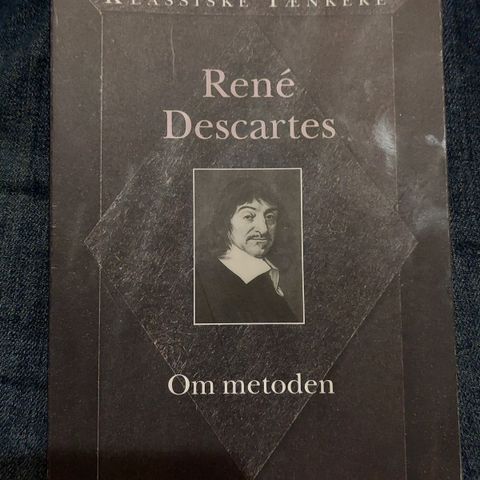 KLASSISKE TÆNKERE
René
Descartes
Om metoden